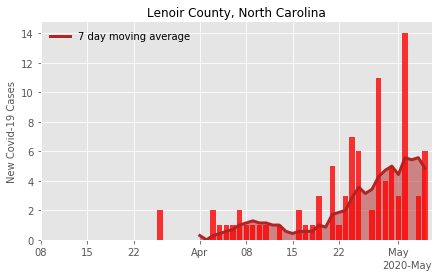 Lenoir County, North Carolina
7 day moving average
New Covid-19 Cases
14
12
10
8
6
4
2
0
08 15 22 Apr 08 15 22 May
2020-May